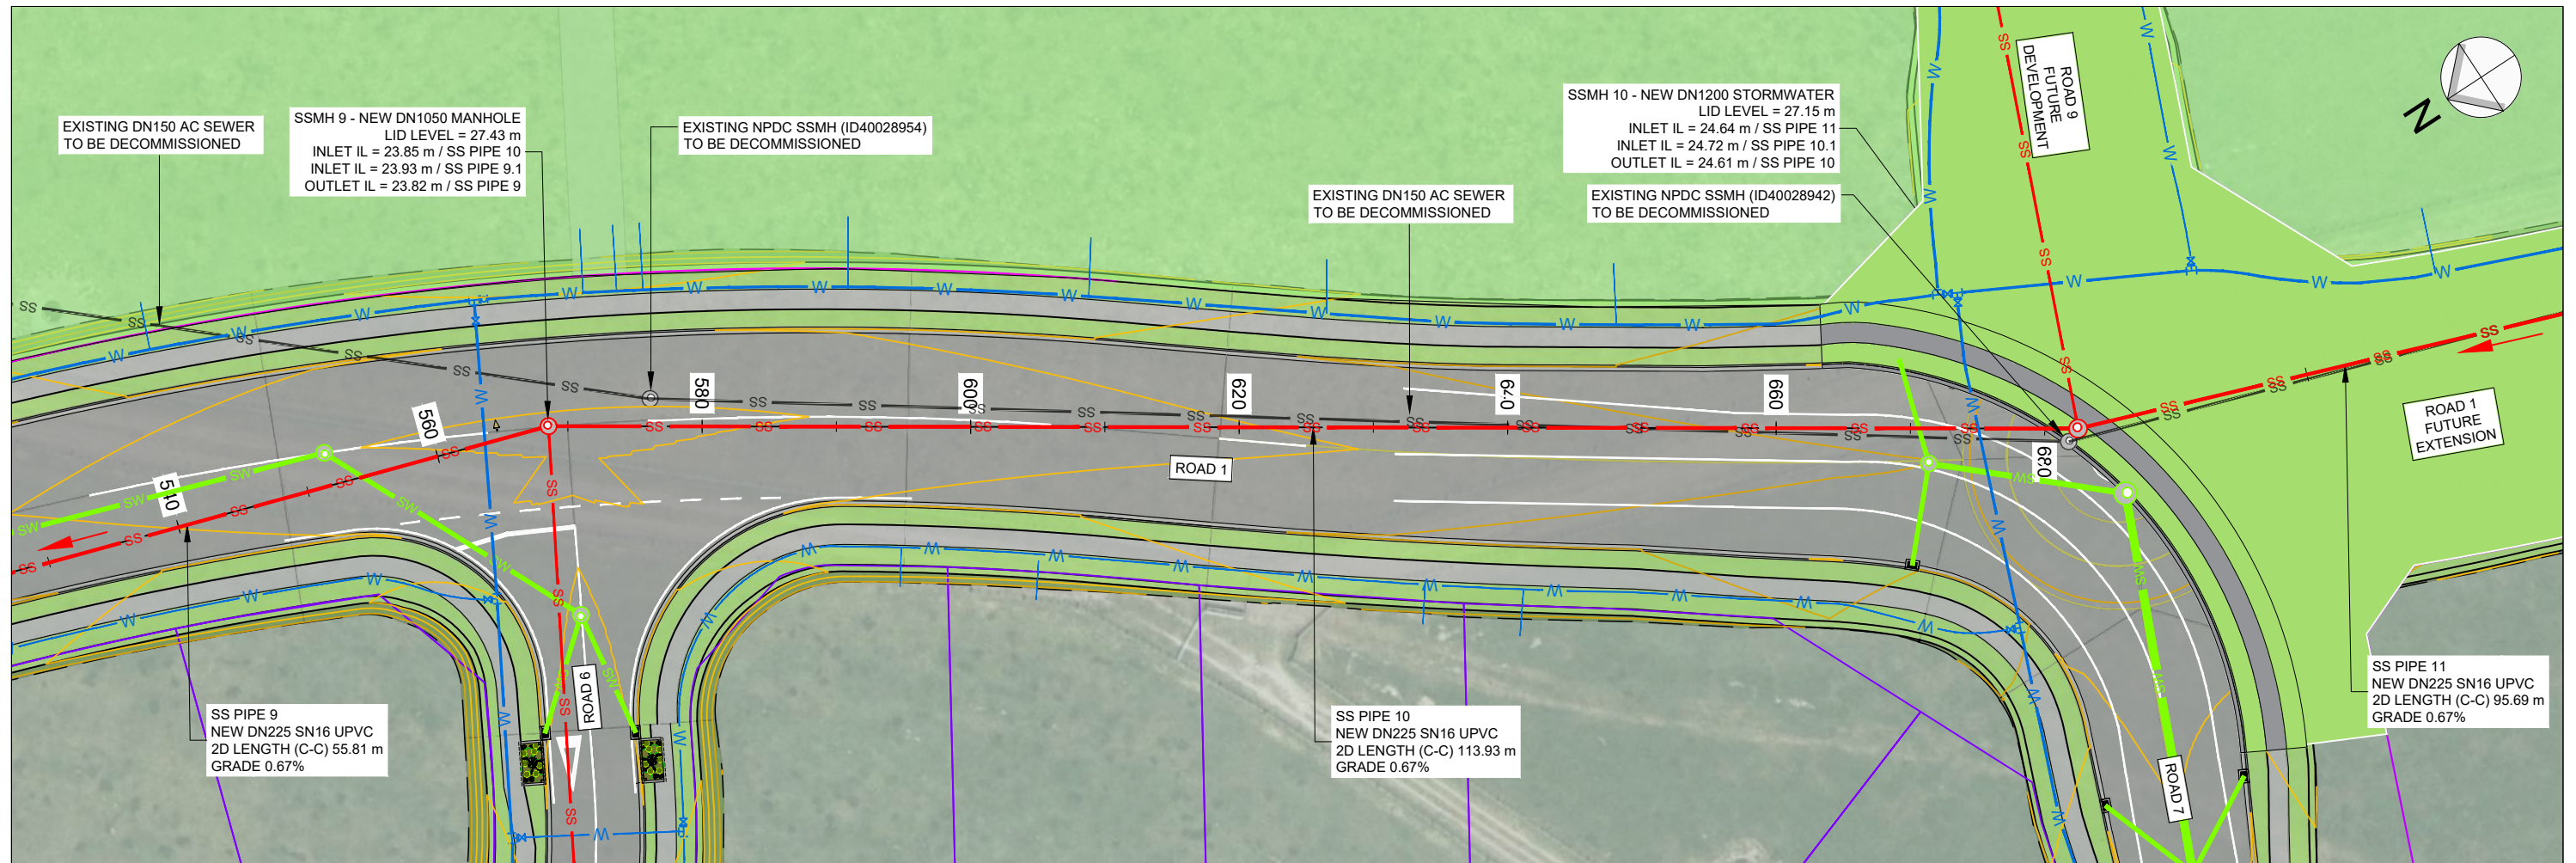 EXISTING DN150 AC SEWER
TO BE DECOMMISSIONED
SSMH 9 - NEW DN1050 MANHOLE
LID LEVEL = 27.43 m
INLET IL = 23.85 m / SS PIPE 10
INLET IL = 23.93 m / SS PIPE 9.1
OUTLET IL = 23.82 m / SS PIPE 9
EXISTING NPDC SSMH (ID40028954)
TO BE DECOMMISSIONED
EXISTING DN150 AC SEWER
TO BE DECOMMISSIONED
SSMH 10 - NEW DN1200 STORMWATER
LID LEVEL = 27.15 m
INLET IL = 24.64 m / SS PIPE 11
INLET IL = 24.72 m / SS PIPE 10.1
OUTLET IL = 24.61 m / SS PIPE 10
EXISTING NPDC SSMH (ID40028942)
TO BE DECOMMISSIONED
ROAD 9
FUTURE
DEVELOPMENT
N
540
560
4
580
600
620
640
660
680
ROAD 1
ROAD 1
FUTURE
EXTENSION
ROAD 6
ROAD 7
SS PIPE 9
NEW DN225 SN16 UPVC
2D LENGTH (C-C) 55.81 m
GRADE 0.67%
SS PIPE 10
NEW DN225 SN16 UPVC
2D LENGTH (C-C) 113.93 m
GRADE 0.67%
SS PIPE 11
NEW DN225 SN16 UPVC
2D LENGTH (C-C) 95.69 m
GRADE 0.67%
SS
SW
W